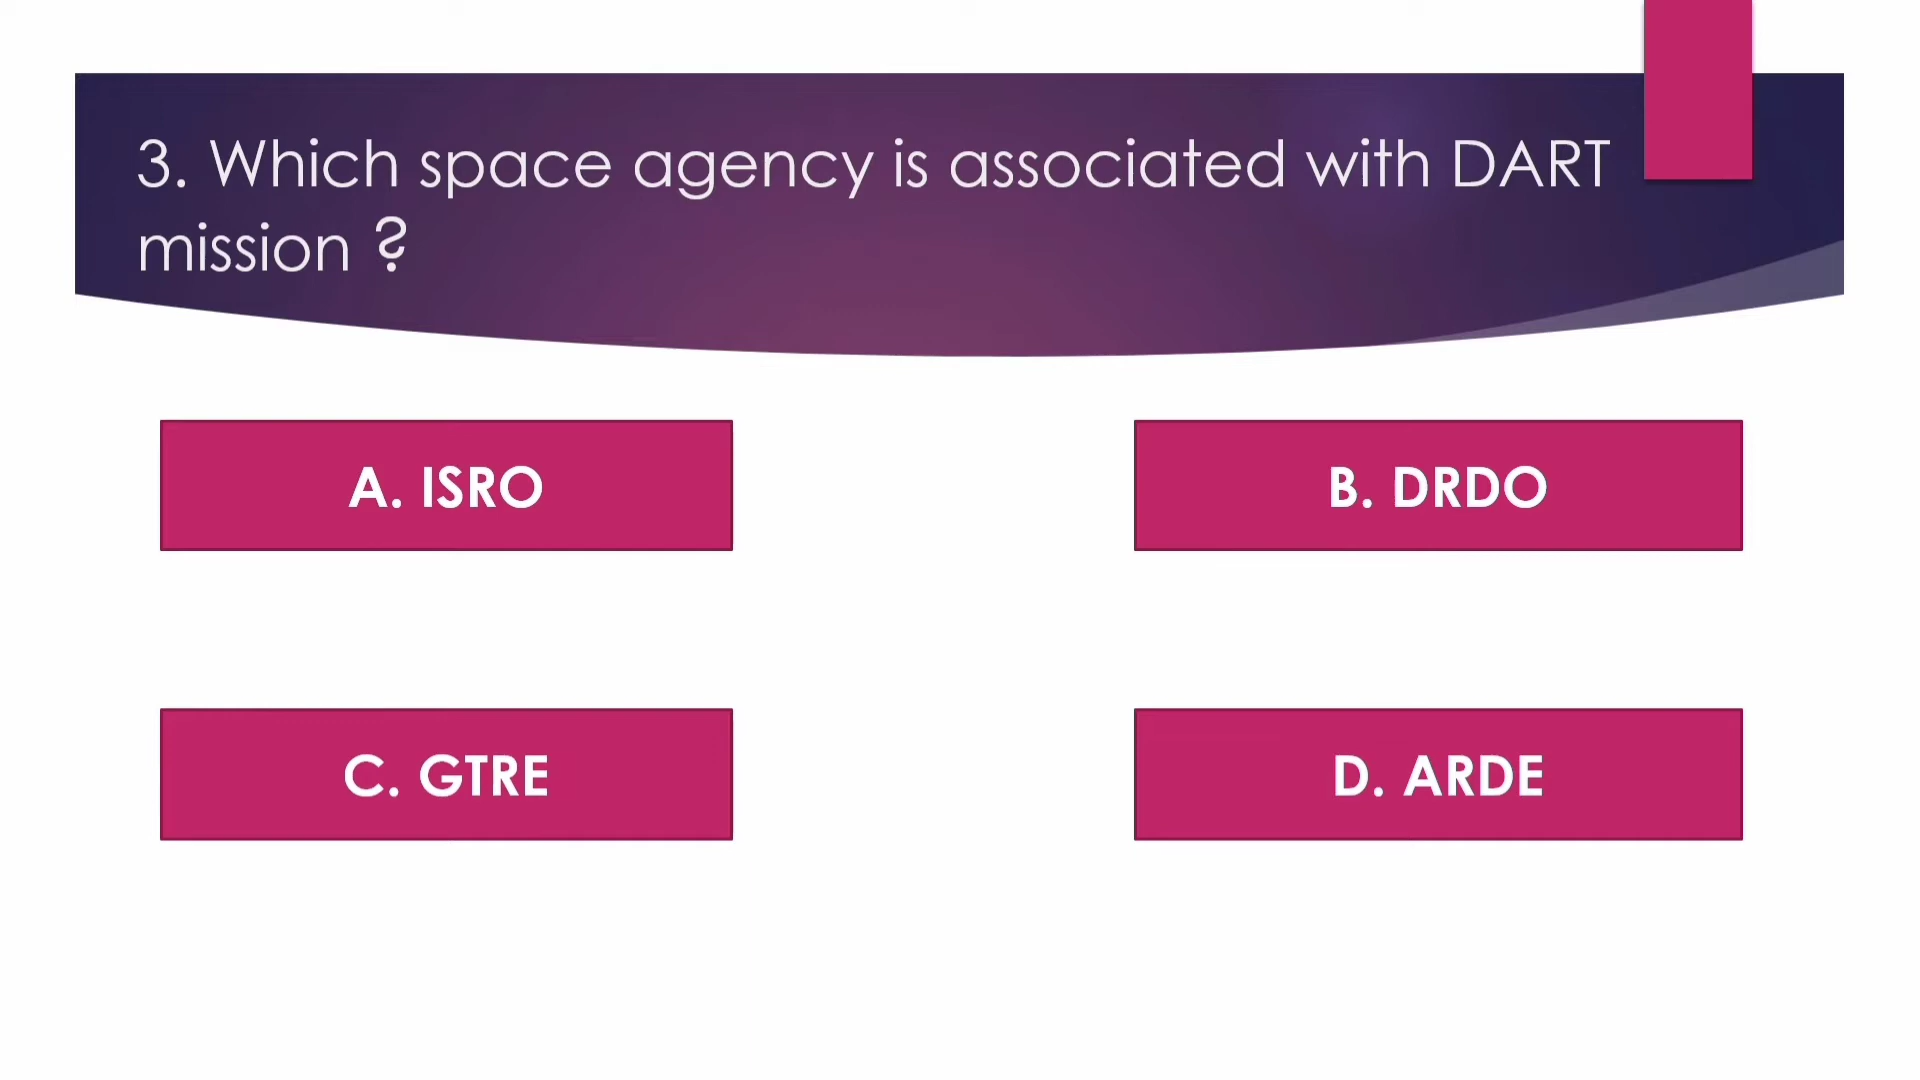 3. Which space agency is associated with DART
mission ?
A. ISRO
B. DRDO
C. GTRE
D. ARDE